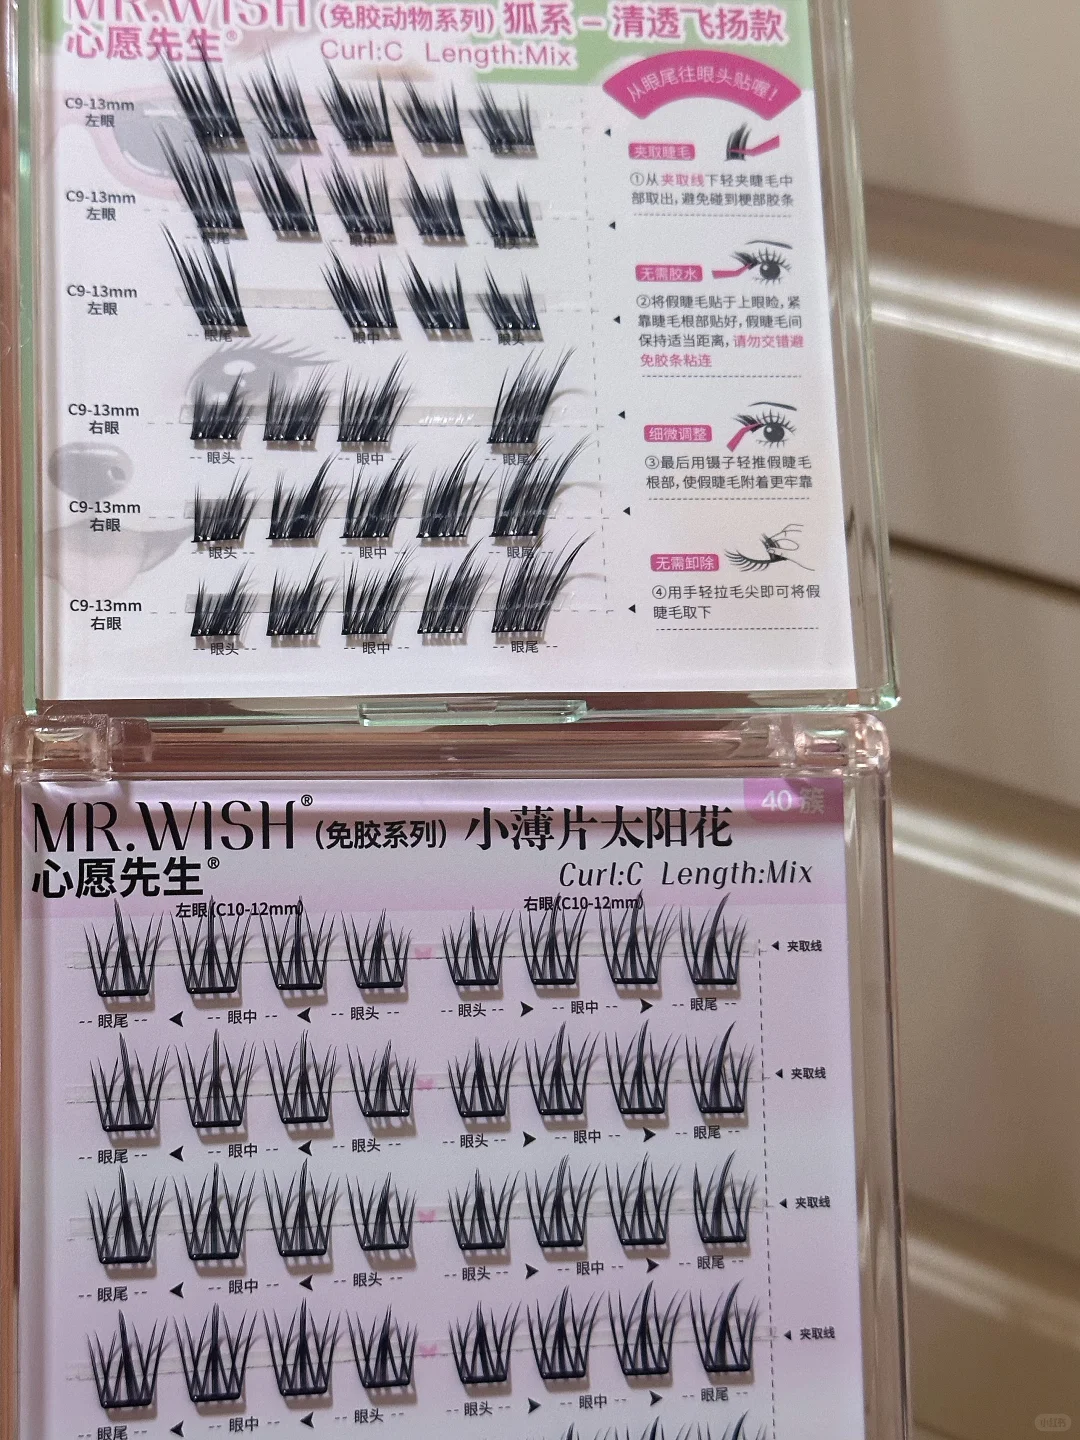 MR.WISH (免胶动物系列) 狐系 – 清透飞扬款
心愿先生® Curl:C Length:Mix
从眼尾往眼头贴喔!
C9-13mm
左眼
夹取睫毛
①从夹取线下轻夹睫毛中
部取出,避免碰到梗部胶条
C9-13mm
左眼
眼尾 -- 眼中 -- -- 眼头
无需胶水
②将假睫毛贴于上眼睑,紧
靠睫毛根部贴好,假睫毛间
保持适当距离,请勿交错避
免胶条粘连
C9-13mm
左眼
-- 眼尾 -- -- 眼中 -- -- 眼头
C9-13mm
右眼
-- 眼头 -- -- 眼中 -- -- 眼尾
细微调整
③最后用镊子轻推假睫毛
根部,使假睫毛附着更牢靠
C9-13mm
右眼
-- 眼头 -- -- 眼中 -- -- 眼尾 --
无需卸除
④用手轻拉毛尖即可将假
睫毛取下
C9-13mm
右眼
-- 眼头 -- -- 眼中 -- -- 眼尾 --
40 簇
MR.WISH® (免胶系列) 小薄片太阳花
心愿先生® Curl:C Length:Mix
左眼 (C10-12mm) 右眼 (C10-12mm)
夹取线
-- 眼尾 -- -- 眼中 -- -- 眼头 -- -- 眼头 -- -- 眼中 -- -- 眼尾 --
夹取线
-- 眼尾 -- -- 眼中 -- -- 眼头 -- -- 眼头 -- -- 眼中 -- -- 眼尾 --
夹取线
-- 眼尾 -- -- 眼中 -- -- 眼头 -- -- 眼头 -- -- 眼中 -- -- 眼尾 --
夹取线
-- 眼尾 -- -- 眼中 -- -- 眼头 -- -- 眼头 -- -- 眼中 -- -- 眼尾 --
小红书